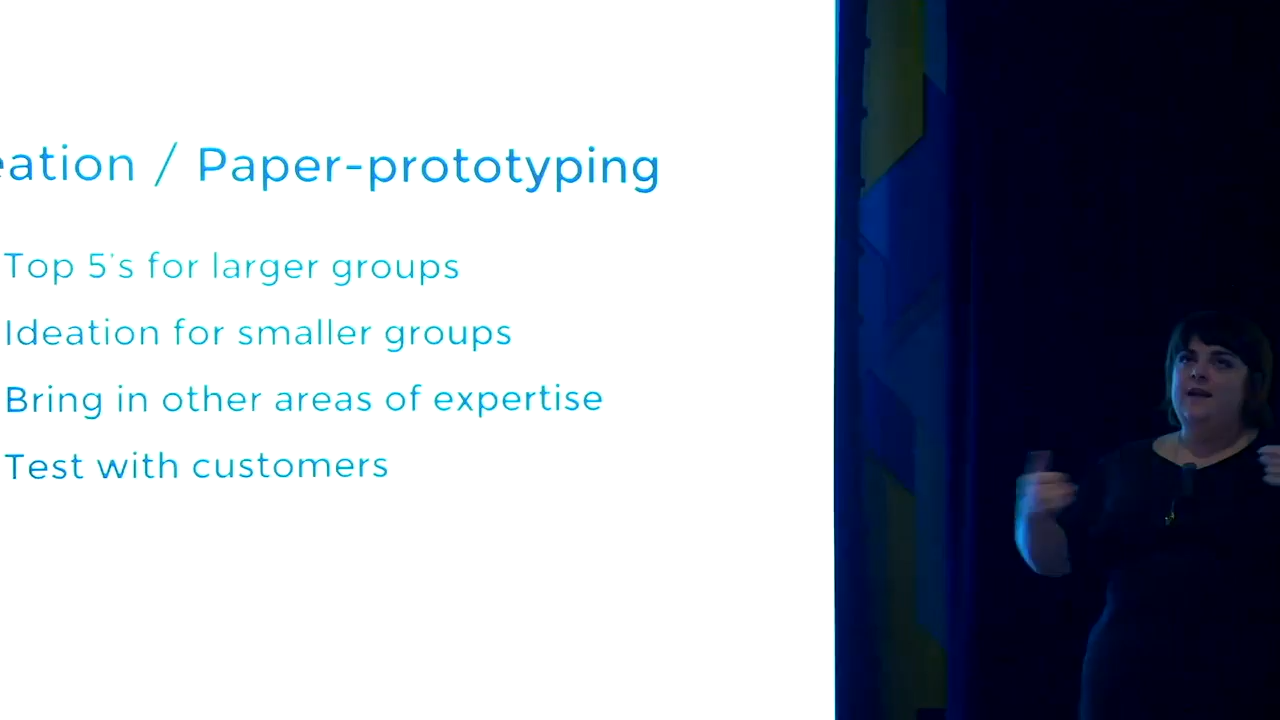 eation / Paper-prototyping
Top 5's for larger groups
Ideation for smaller groups
Bring in other areas of expertise
Test with customers